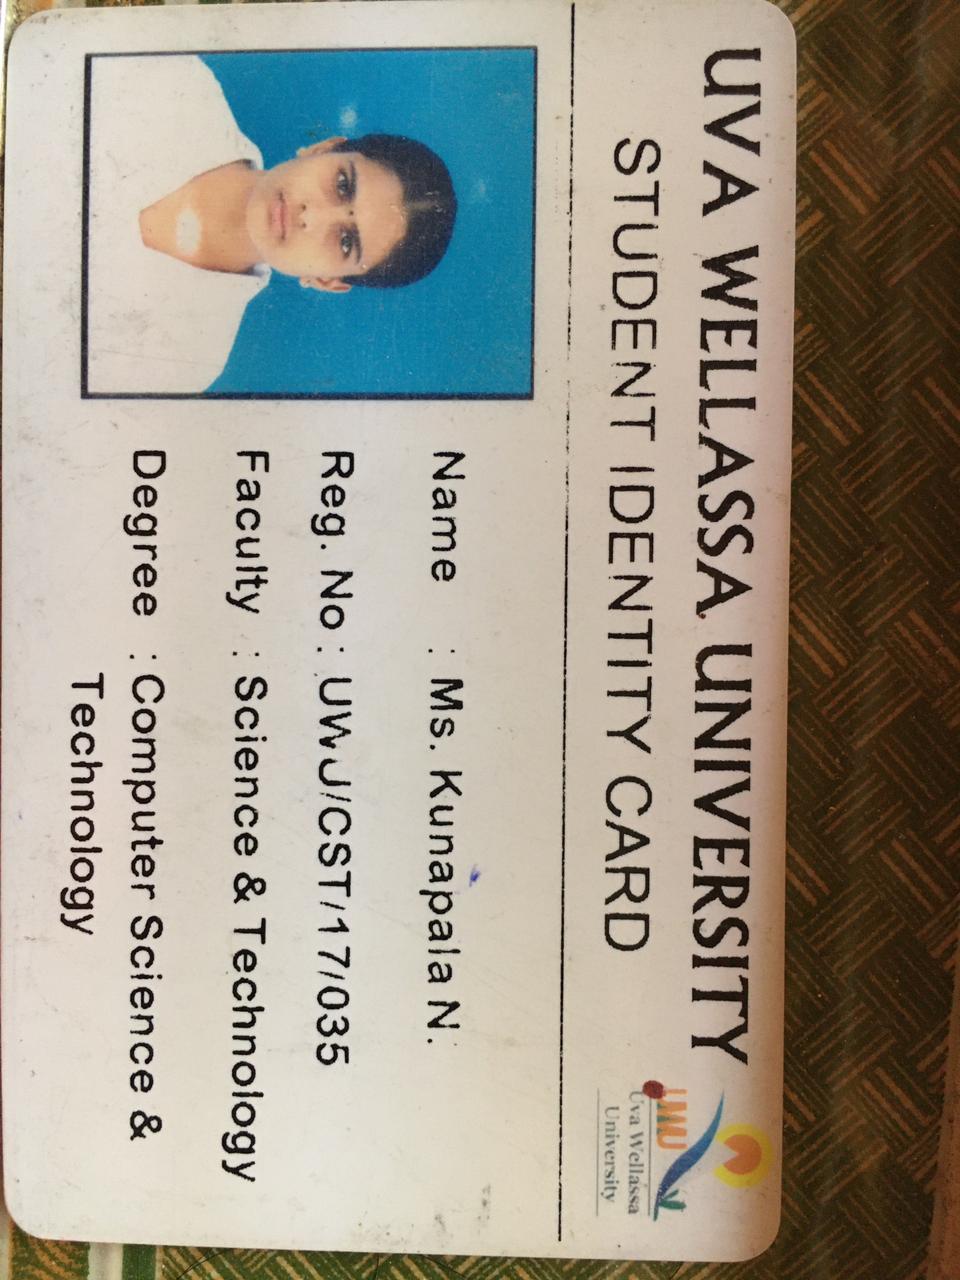 UVA WELLASSA UNIVERSITY
STUDENT IDENTITY CARD
UWU
Uva Wellassa
University
Name : Ms. Kunapala N.
Reg. No : UWU/CST/17/035
Faculty : Science & Technology
Degree : Computer Science &
Technology